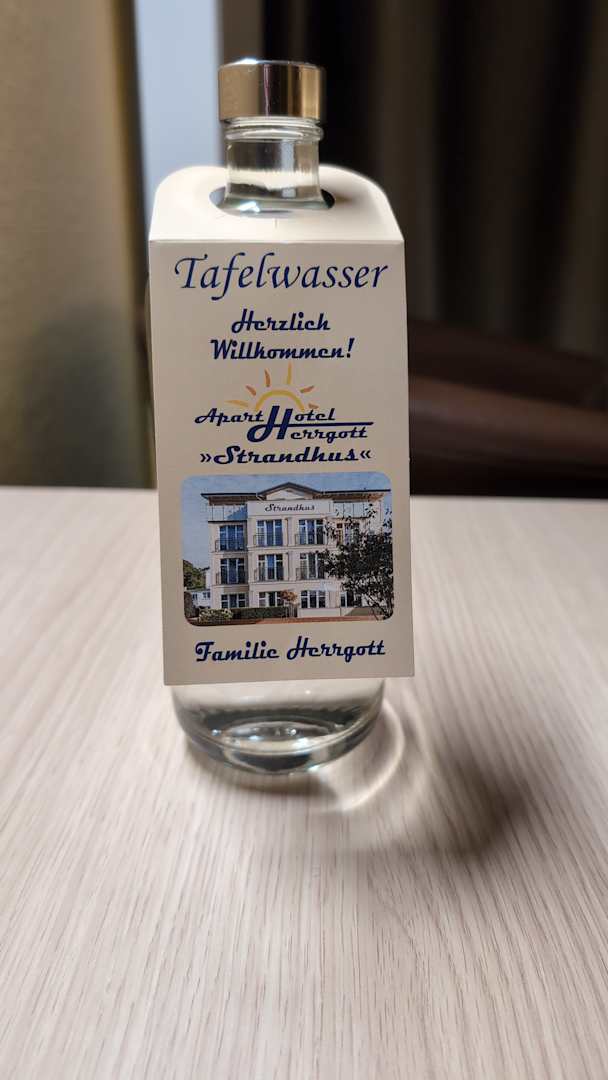 Tafelwasser
Herzlich
Willkommen!
Apart Hotel
Herrgott
»Strandhus«
Strandhus
Familie Herrgott